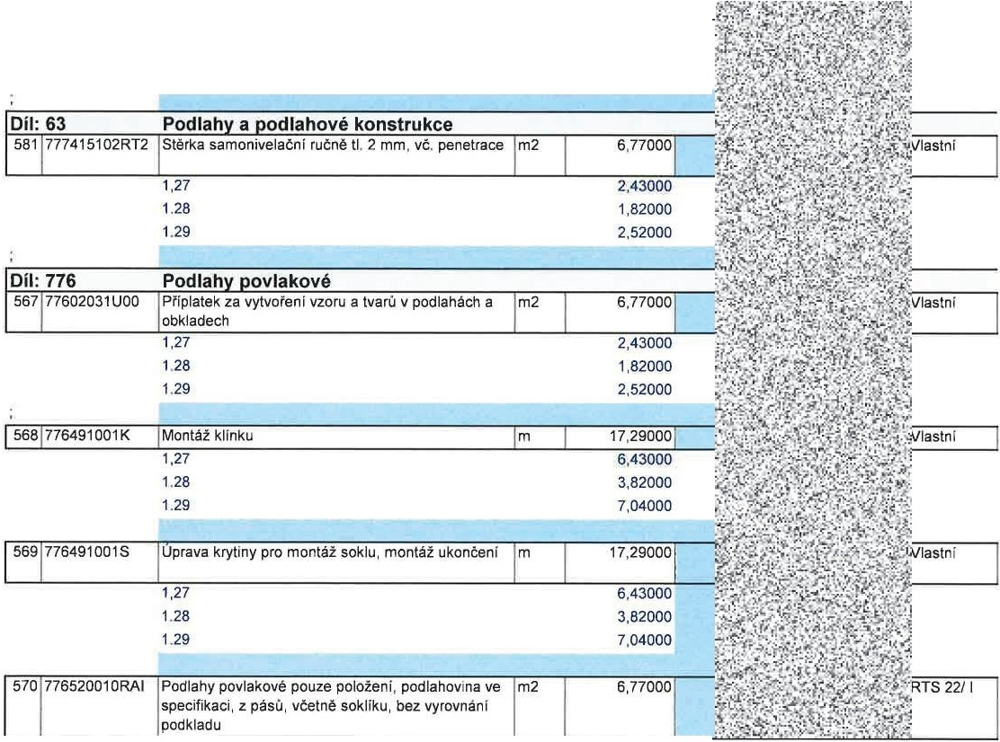 ;
Díl: 63 Podlahy a podlahové konstrukce
581 777415102RT2 Stěrka samonivelační ručně tl. 2 mm, vč. penetrace m2 6,77000 Vlastní
1,27 2,43000
1.28 1,82000
1.29 2,52000
;
Díl: 776 Podlahy povlakové
567 77602031U00 Příplatek za vytvoření vzoru a tvarů v podlahách a m2 6,77000 Vlastní
obkladech
1,27 2,43000
1.28 1,82000
1.29 2,52000
;
568 776491001K Montáž klínku m 17,29000 Vlastní
1,27 6,43000
1.28 3,82000
1.29 7,04000
569 776491001S Úprava krytiny pro montáž soklu, montáž ukončení m 17,29000 Vlastní
1,27 6,43000
1.28 3,82000
1.29 7,04000
570 776520010RAI Podlahy povlakové pouze položení, podlahovina ve m2 6,77000 RTS 22/ I
specifikaci, z pásů, včetně soklíku, bez vyrovnání
podkladu